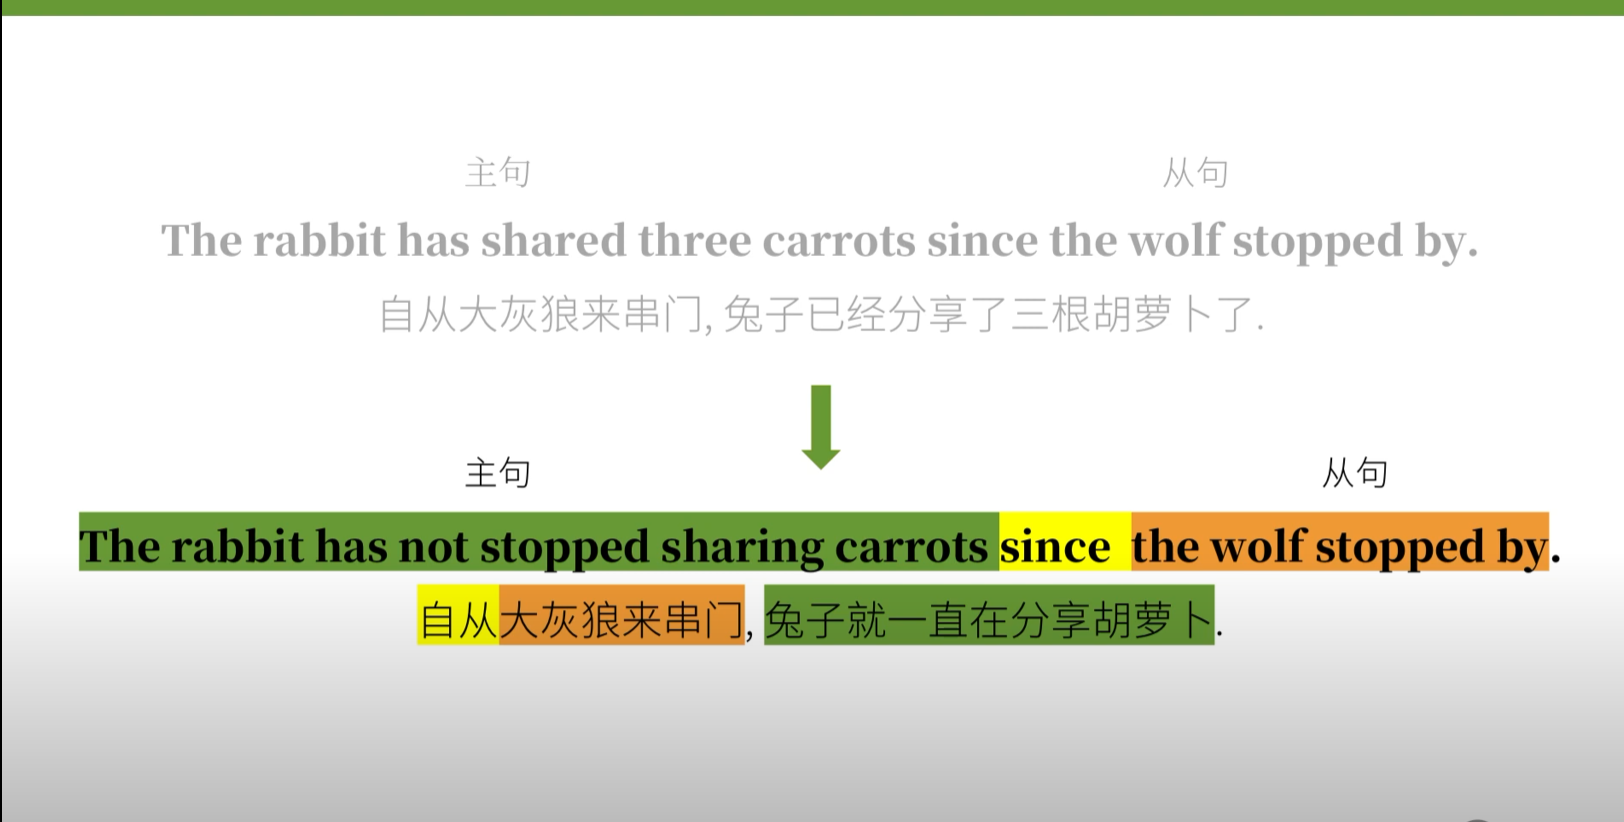 主句 从句
The rabbit has shared three carrots since the wolf stopped by.
自从大灰狼来串门, 兔子已经分享了三根胡萝卜了.
主句 从句
The rabbit has not stopped sharing carrots since the wolf stopped by.
自从大灰狼来串门, 兔子就一直在分享胡萝卜.